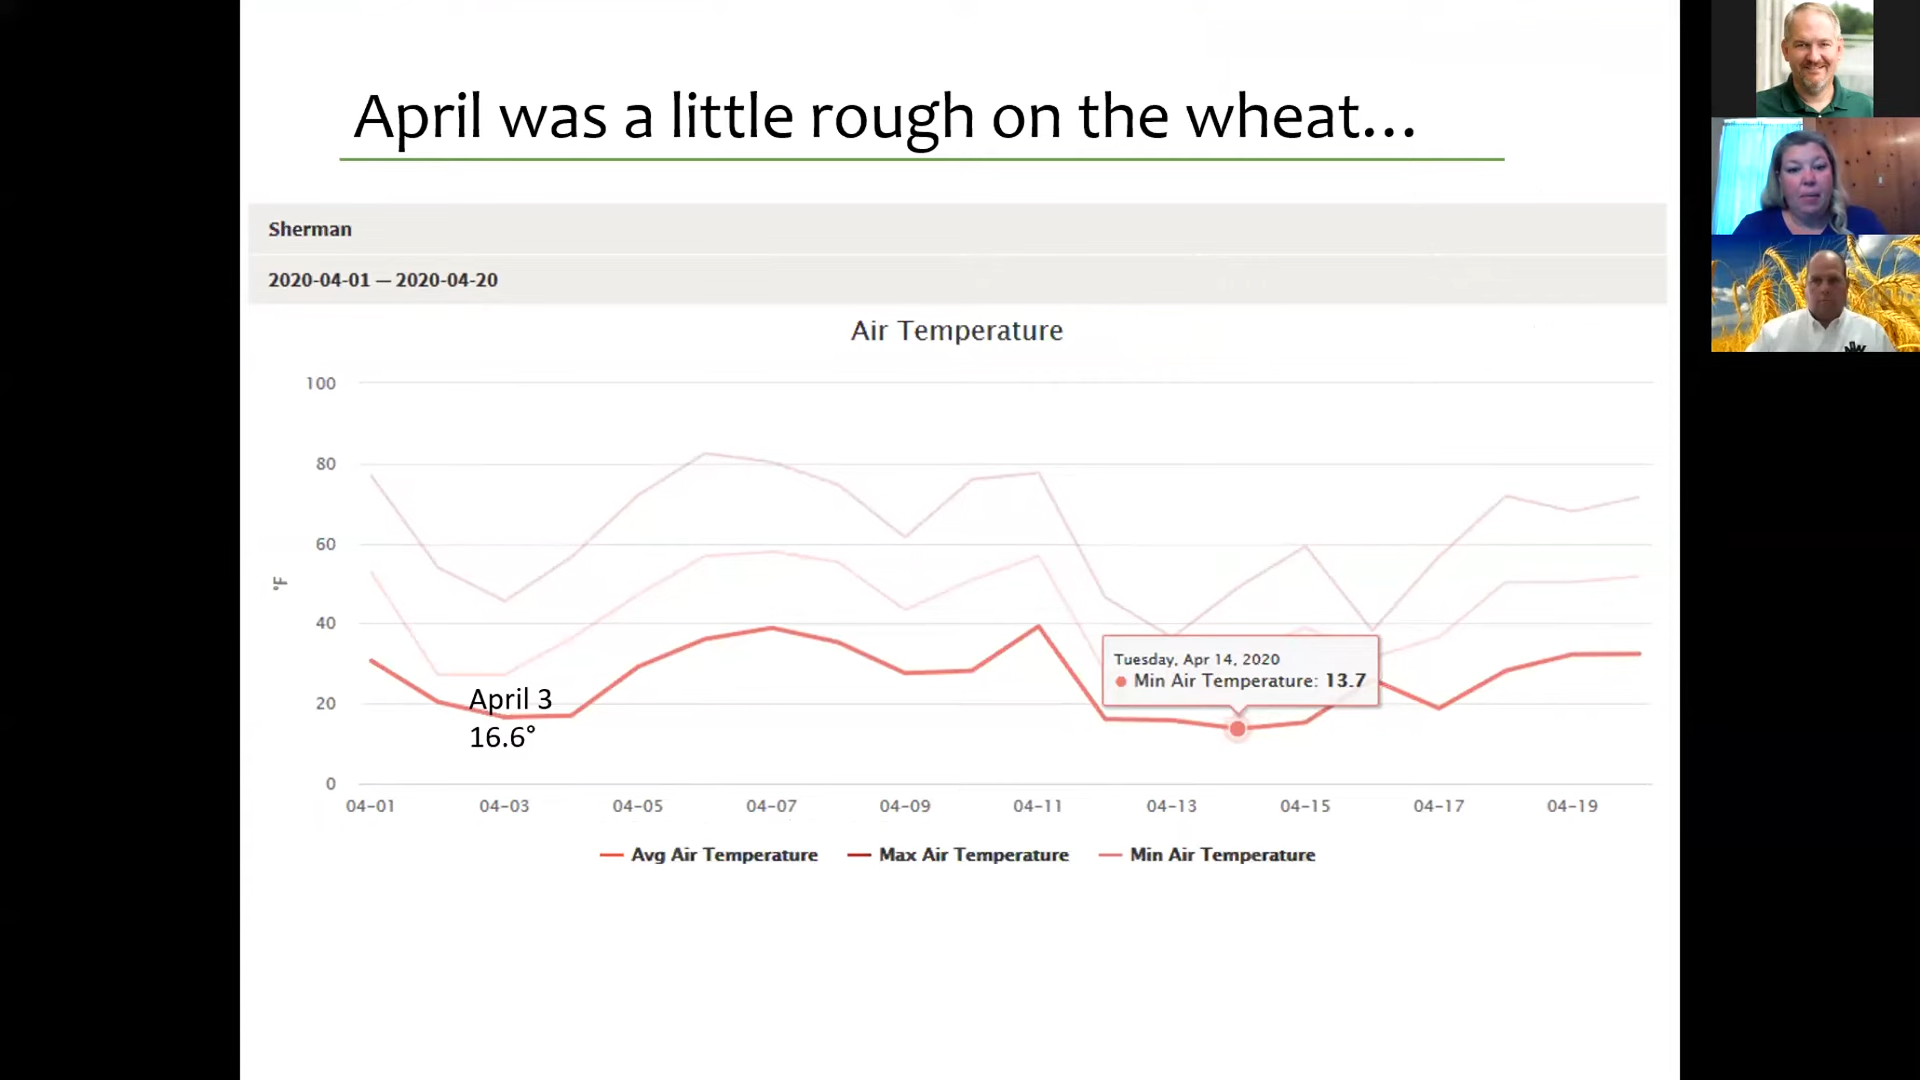 April was a little rough on the wheat...
Sherman
2020-04-01 — 2020-04-20
Air Temperature
100
80
60
40
20
0
°F
April 3
16.6°
Tuesday, Apr 14, 2020
Min Air Temperature: 13.7
04-01 04-03 04-05 04-07 04-09 04-11 04-13 04-15 04-17 04-19
Avg Air Temperature Max Air Temperature Min Air Temperature